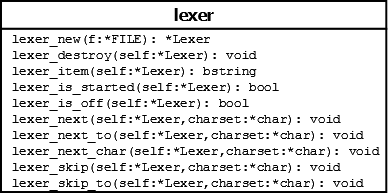 lexer
lexer_new(f:*FILE): *Lexer
lexer_destroy(self:*Lexer): void
lexer_item(self:*Lexer): bstring
lexer_is_started(self:*Lexer): bool
lexer_is_off(self:*Lexer): bool
lexer_next(self:*Lexer,charset:*char): void
lexer_next_to(self:*Lexer,charset:*char): void
lexer_next_char(self:*Lexer,charset:*char): void
lexer_skip(self:*Lexer,charset:*char): void
lexer_skip_to(self:*Lexer,charset:*char): void